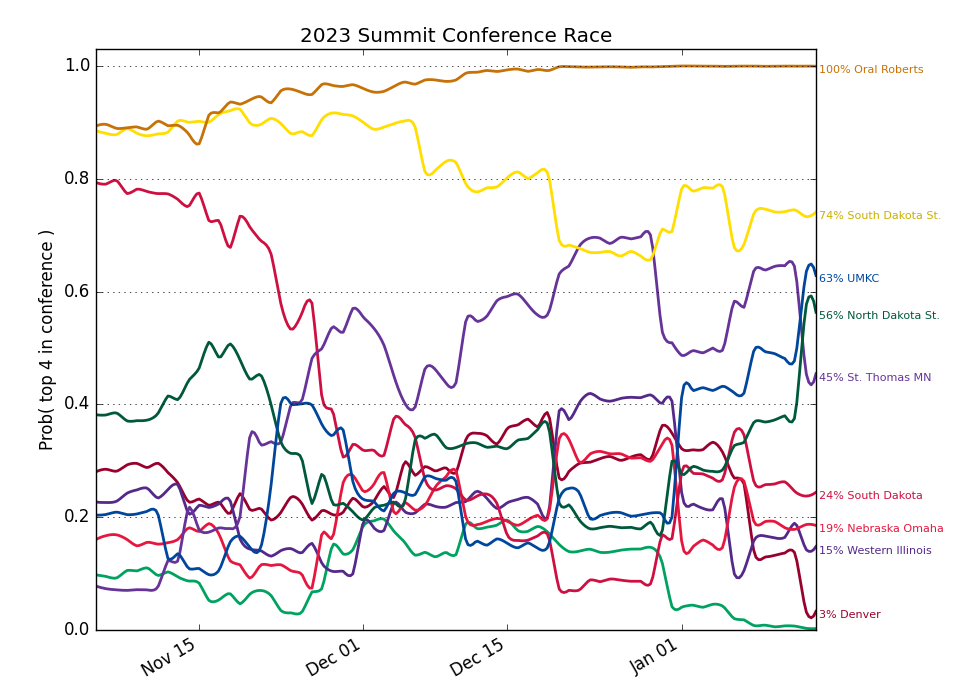 2023 Summit Conference Race
Prob( top 4 in conference )
1.0
0.8
0.6
0.4
0.2
0.0
Nov 15
Dec 01
Dec 15
Jan 01
100% Oral Roberts
74% South Dakota St.
63% UMKC
56% North Dakota St.
45% St. Thomas MN
24% South Dakota
19% Nebraska Omaha
15% Western Illinois
3% Denver